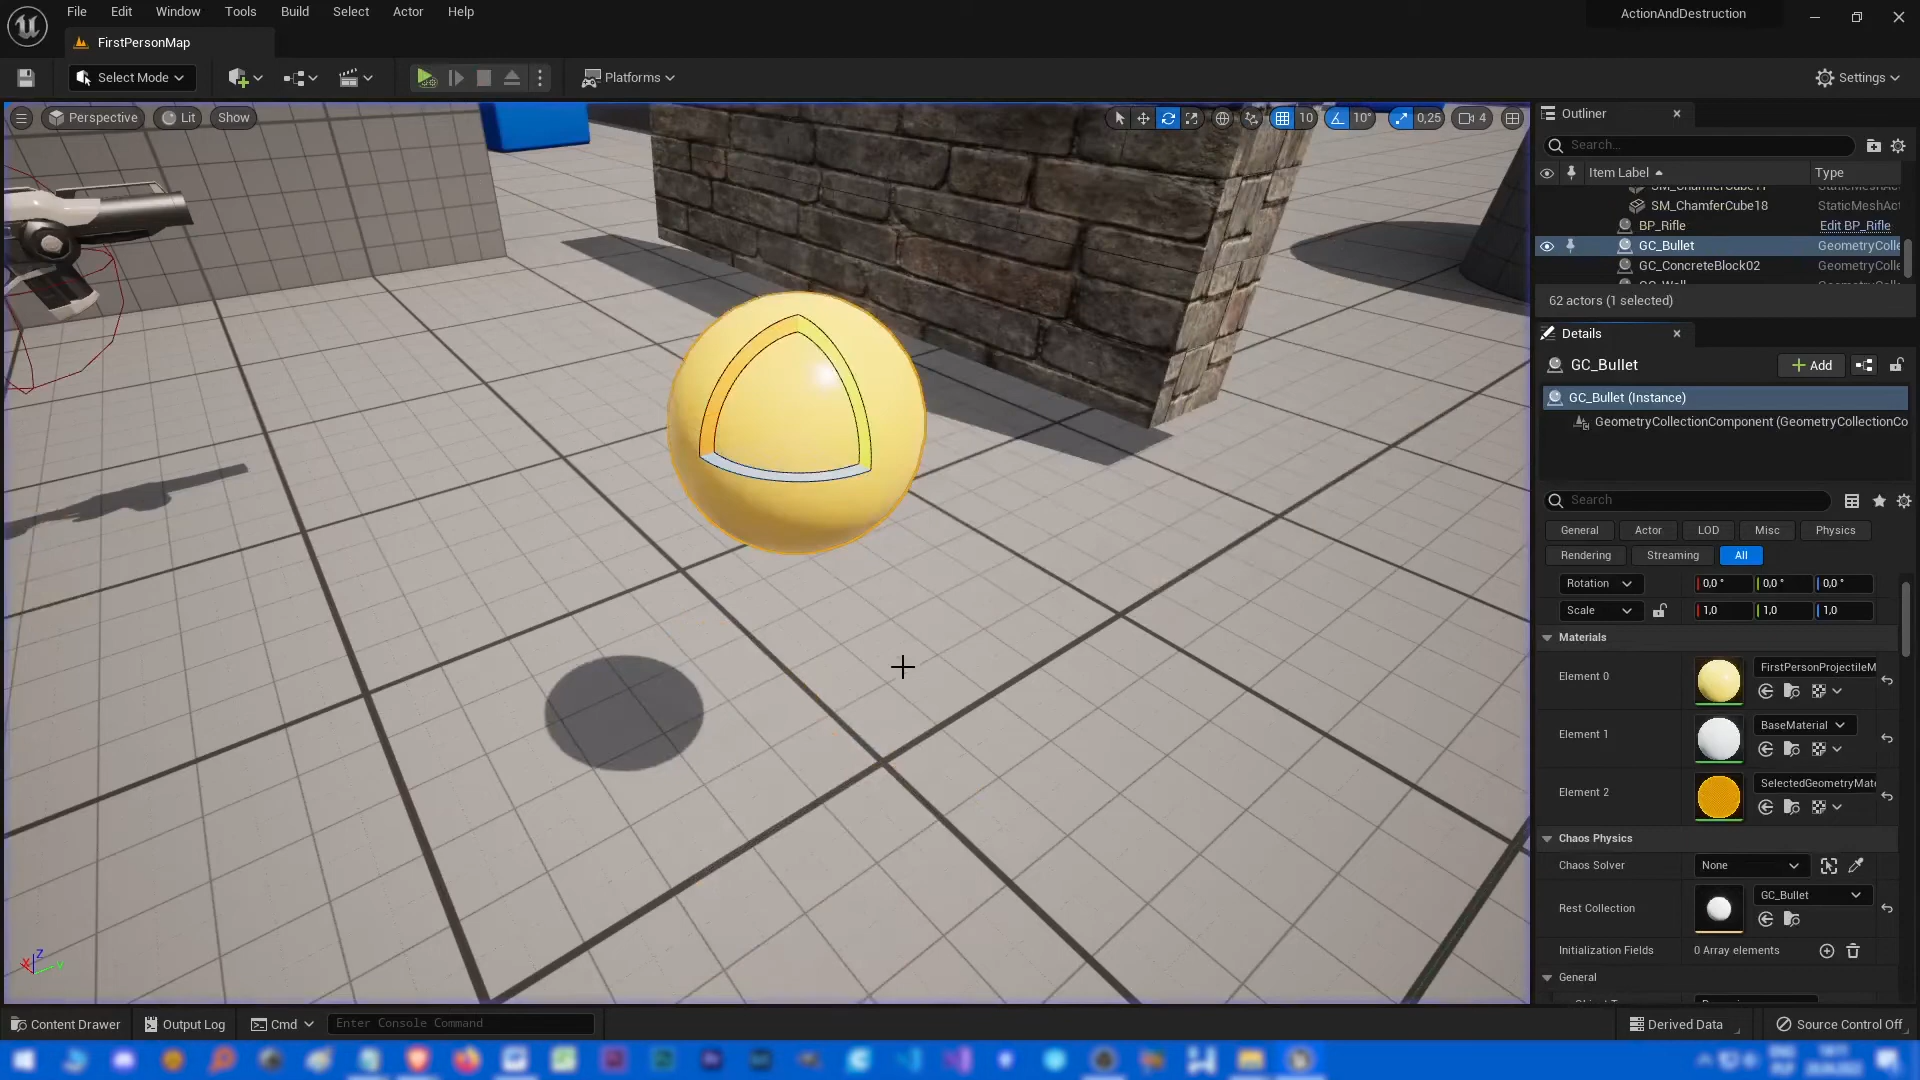 File Edit Window Tools Build Select Actor Help
ActionAndDestruction
FirstPersonMap
Select Mode
Platforms
Settings
Perspective Lit Show
10 10° 0,25 4
Outliner
Search...
Item Label Type
SM_ChamferCube18 StaticMeshAct
BP_Rifle Edit BP_Rifle
GC_Bullet GeometryColle
GC_ConcreteBlock02 GeometryColle
62 actors (1 selected)
Details
GC_Bullet
Add
GC_Bullet (Instance)
GeometryCollectionComponent (GeometryCollectionCo
Search
General Actor LOD Misc Physics
Rendering Streaming All
Rotation 0,0 ° 0,0 ° 0,0 °
Scale 1,0 1,0 1,0
Materials
Element 0 FirstPersonProjectileM
Element 1 BaseMaterial
Element 2 SelectedGeometryMate
Chaos Physics
Chaos Solver None
Rest Collection GC_Bullet
Initialization Fields 0 Array elements
General
X Z Y
Content Drawer Output Log Cmd Enter Console Command
Derived Data Source Control Off